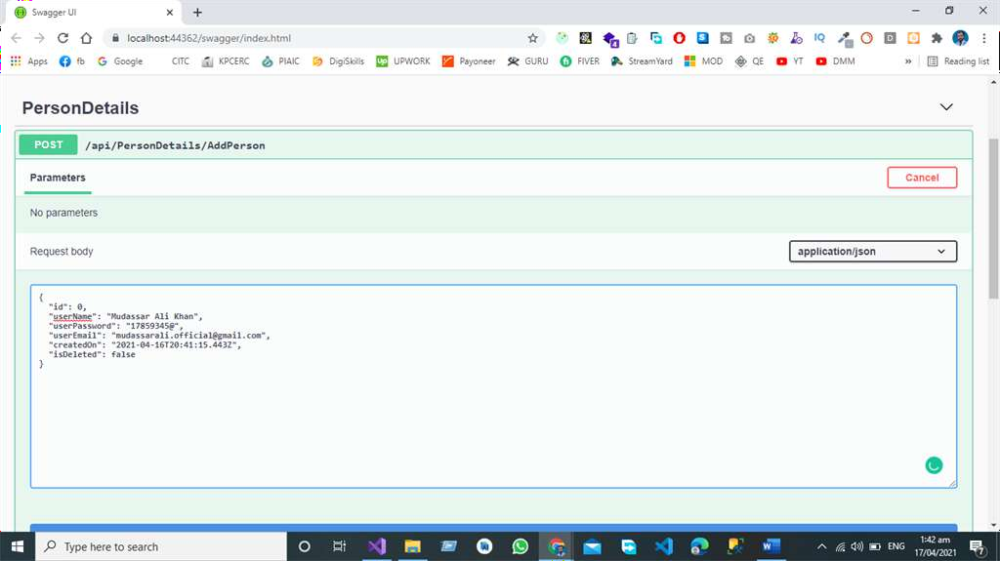 Swagger UI
localhost:44362/swagger/index.html
Apps fb Google CITC KPCERC PIAIC DigiSkills UPWORK Payoneer GURU FIVER StreamYard MOD QE YT DMM » Reading list
PersonDetails
POST /api/PersonDetails/AddPerson
Parameters Cancel
No parameters
Request body application/json
{
"id": 0,
"userName": "Mudassar Ali Khan",
"userPassword": "17859345@",
"userEmail": "mudassarali.official@gmail.com",
"createdOn": "2021-04-16T20:41:15.443Z",
"isDeleted": false
}
Type here to search
ENG
1:42 am
17/04/2021
7